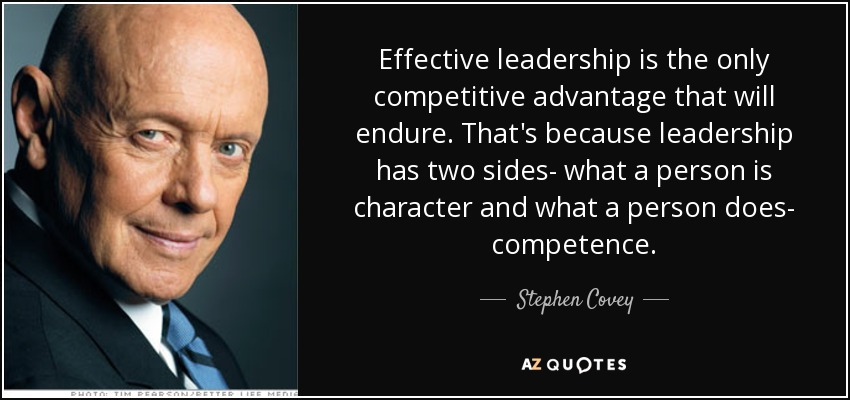 Effective leadership is the only
competitive advantage that will
endure. That's because leadership
has two sides- what a person is
character and what a person does-
competence.
Stephen Covey
AZ QUOTES
PHOTO: TIM PEARSON/BETTER LIFE MEDIA